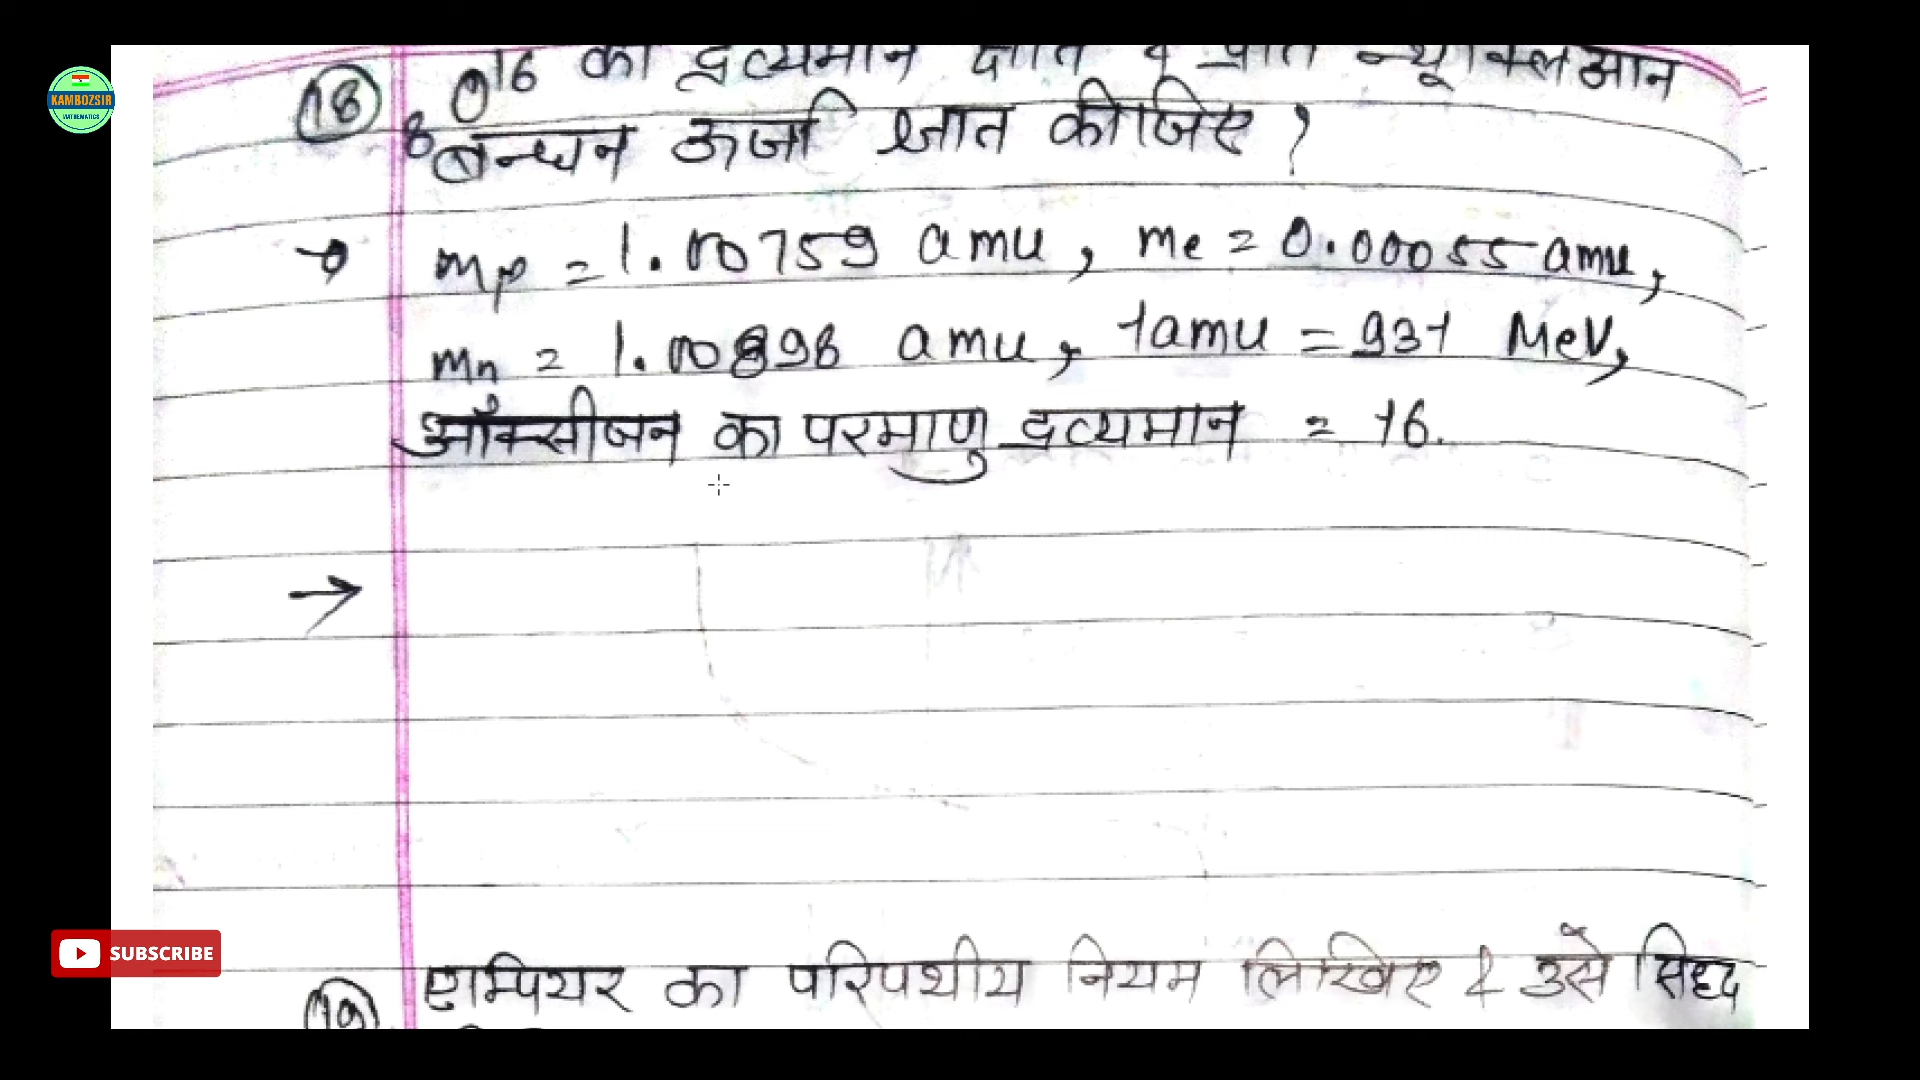 KAMBOZSIR
MATHEMATICS
(18) 8O16 का द्रव्यमान क्षति & प्रति न्यूक्लिआन
बन्धन ऊर्जा ज्ञात कीजिए ?
→ mp = 1.00759 amu, me = 0.00055 amu,
mn = 1.00898 amu, 1amu = 931 MeV,
ऑक्सीजन का परमाणु द्रव्यमान = 16.
→
SUBSCRIBE
(19) एम्पियर का परिपथीय नियम लिखिए & उसे सिद्ध